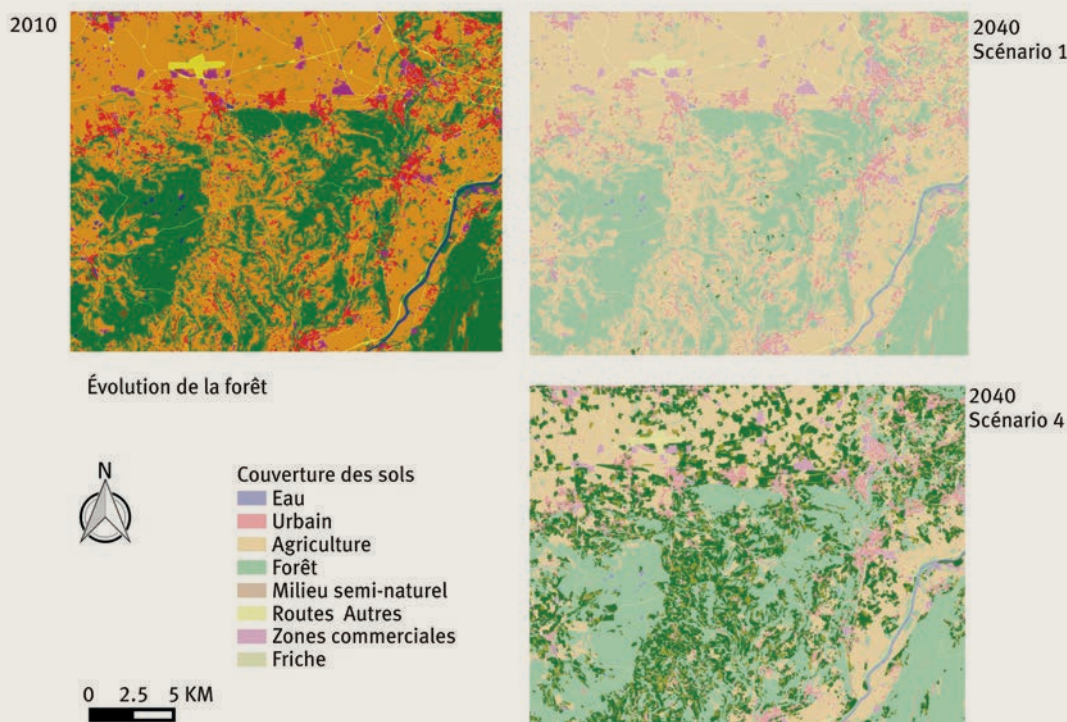 2010
2040
Scénario 1
Évolution de la forêt
2040
Scénario 4
N
Couverture des sols
Eau
Urbain
Agriculture
Forêt
Milieu semi-naturel
Routes Autres
Zones commerciales
Friche
0 2.5 5 KM